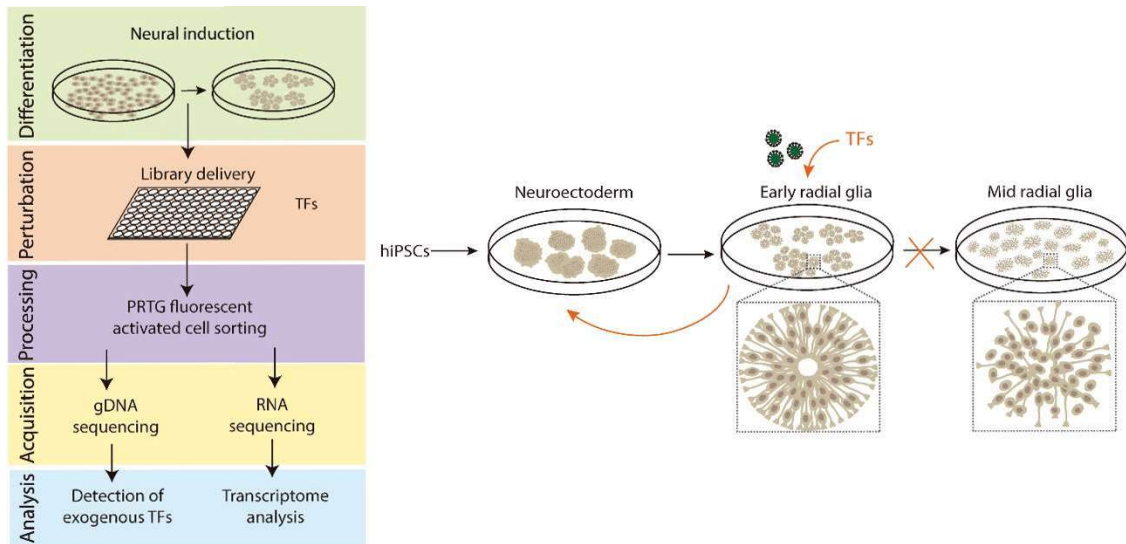 Differentiation
Neural induction
Perturbation
Library delivery
TFs
Processing
PRTG fluorescent
activated cell sorting
Acquisition
gDNA
sequencing
RNA
sequencing
Analysis
Detection of
exogenous TFs
Transcriptome
analysis
hiPSCs
Neuroectoderm
TFs
Early radial glia
Mid radial glia